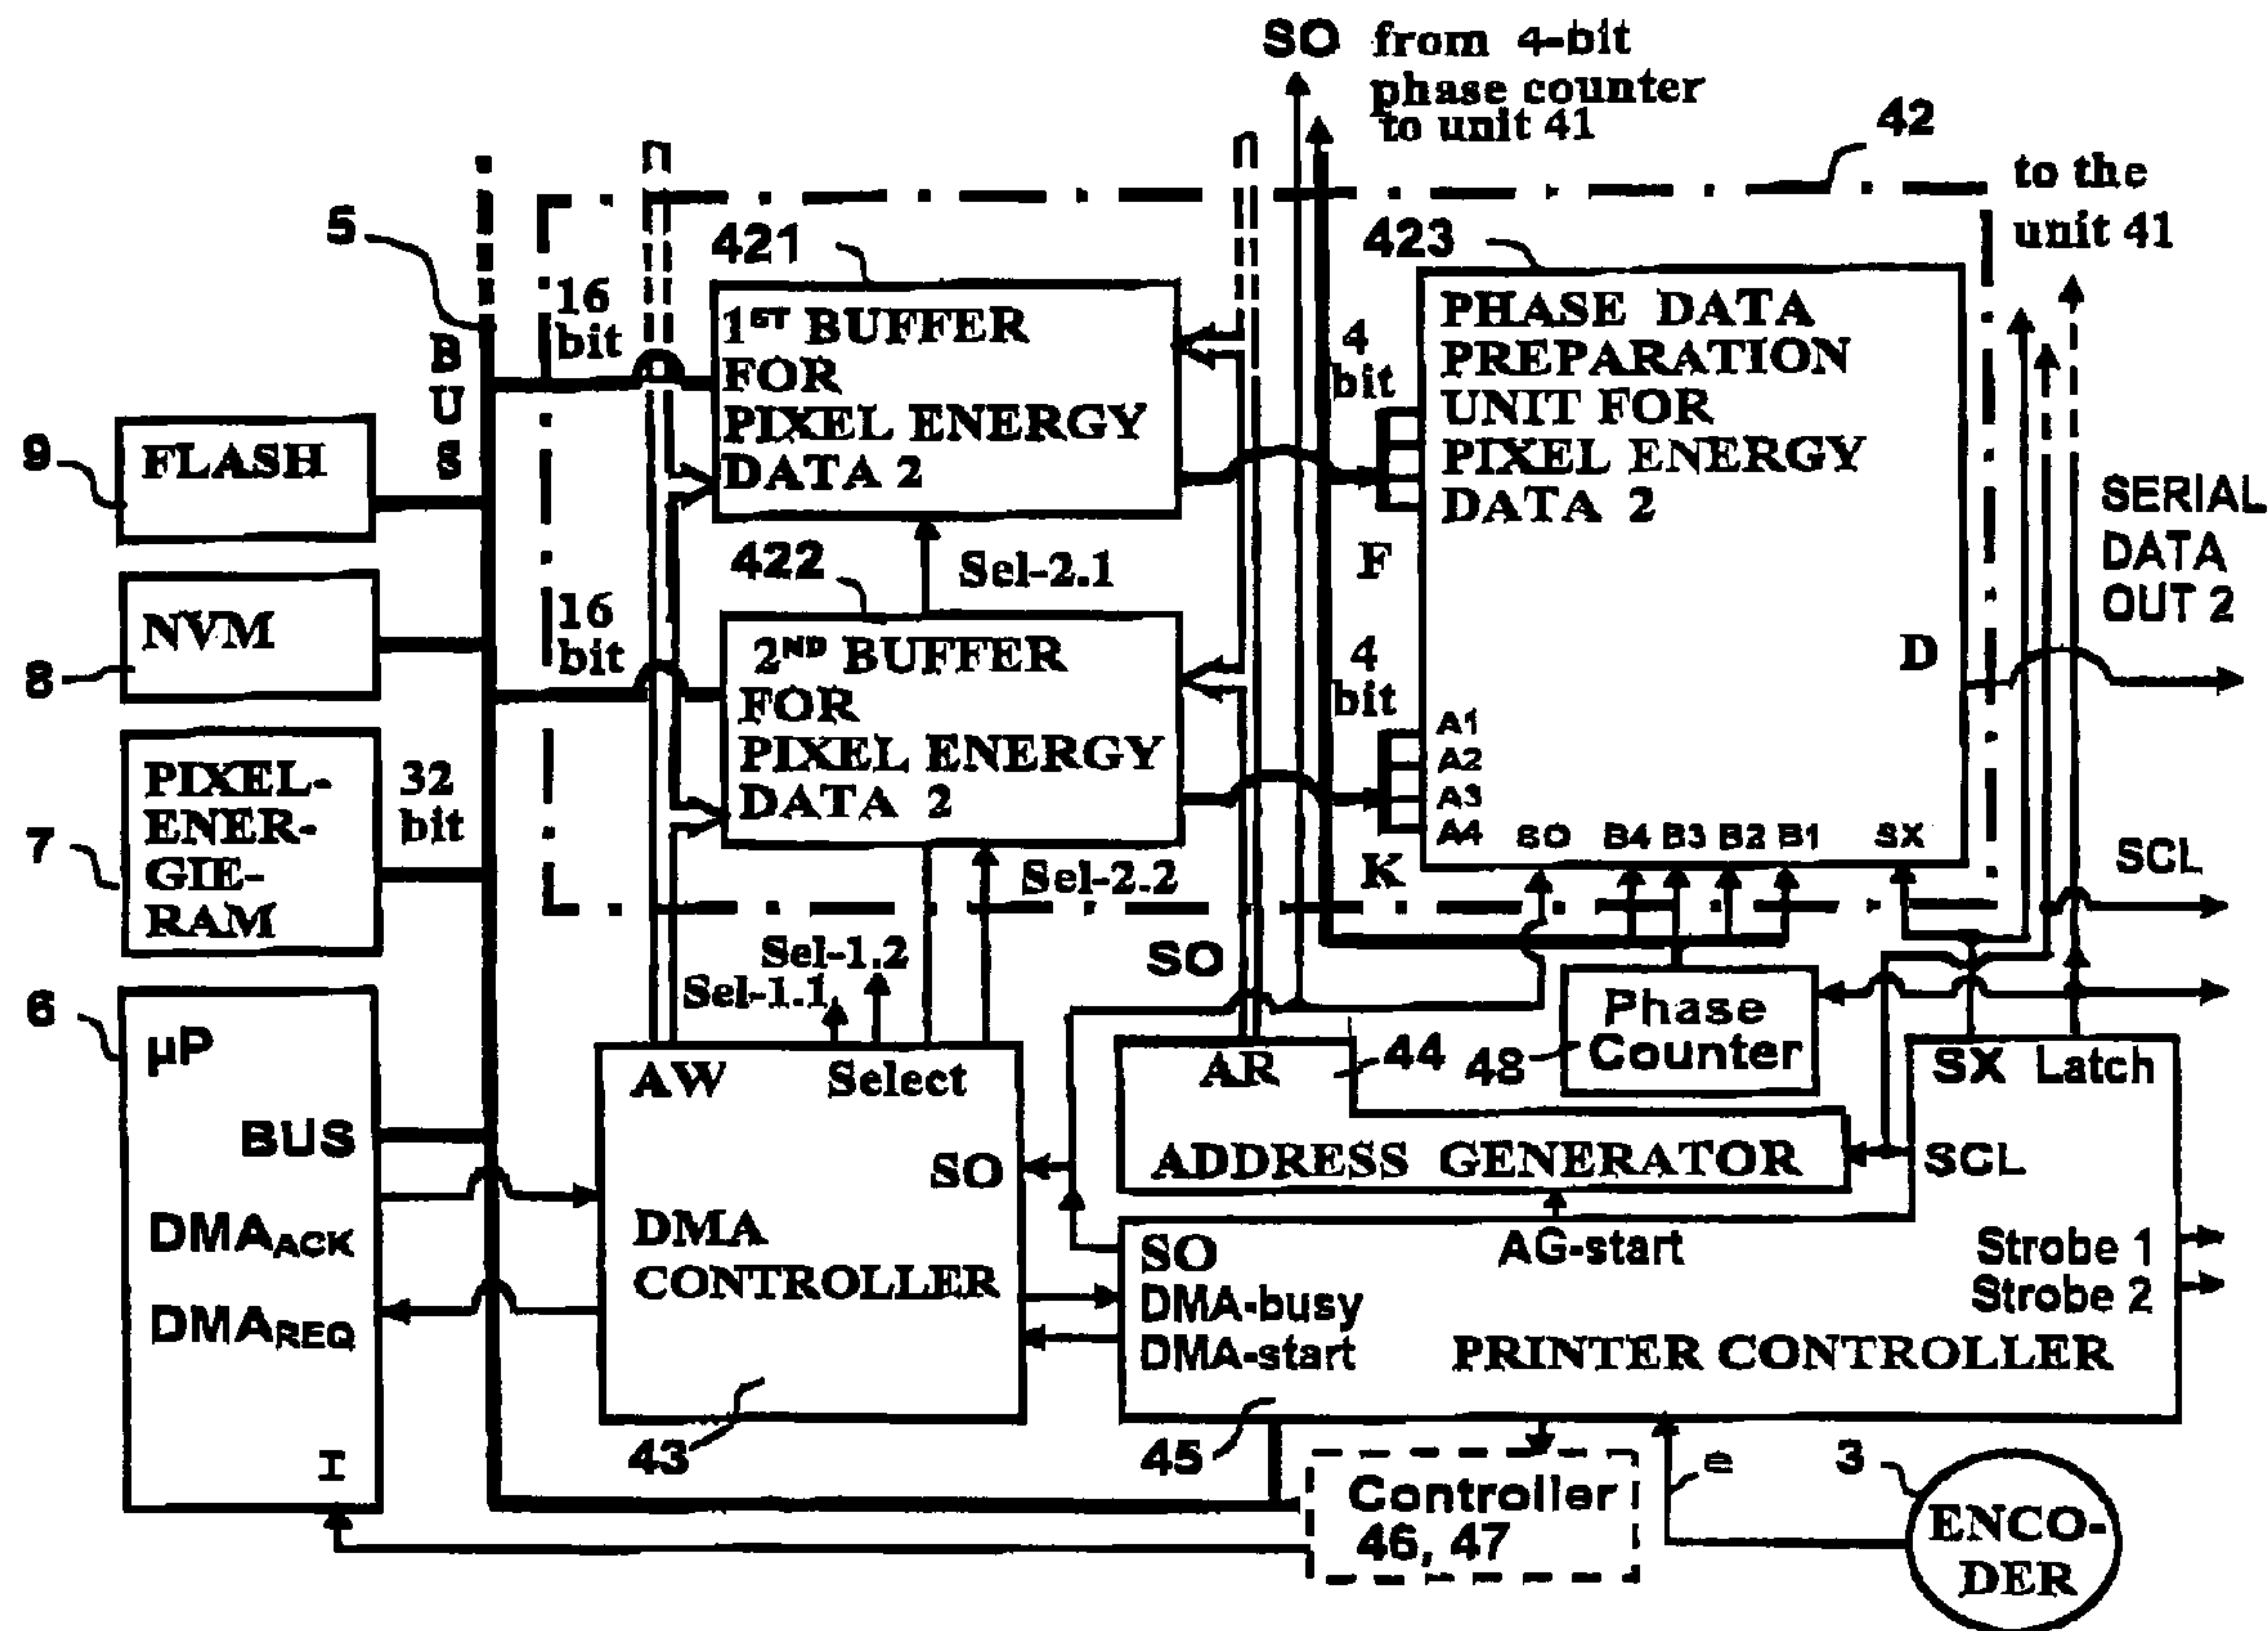 SO from 4-bit
phase counter
to unit 41
42
to the
unit 41
5
421
423
16
bit
B
U
S
1ST BUFFER
FOR
PIXEL ENERGY
DATA 2
4
bit
PHASE DATA
PREPARATION
UNIT FOR
PIXEL ENERGY
DATA 2
9
FLASH
SERIAL
DATA
OUT 2
422
Sel-2.1
F
16
bit
8
NVM
2ND BUFFER
FOR
PIXEL ENERGY
DATA 2
4
bit
D
A1
A2
A3
A4
SO B4 B3 B2 B1 SX
7
PIXEL-
ENER-
GIE-
RAM
32
bit
K
SCL
Sel-2.2
Sel-1.2
Sel-1.1
SO
6
µP
BUS
DMAACK
DMAREQ
I
AW Select
SO
DMA
CONTROLLER
43
AR
44
ADDRESS GENERATOR
48
Phase
Counter
SX Latch
SCL
SO
AG-start
Strobe 1
Strobe 2
DMA-busy
DMA-start
PRINTER CONTROLLER
45
Controller
46, 47
e
3
ENCO-
DER